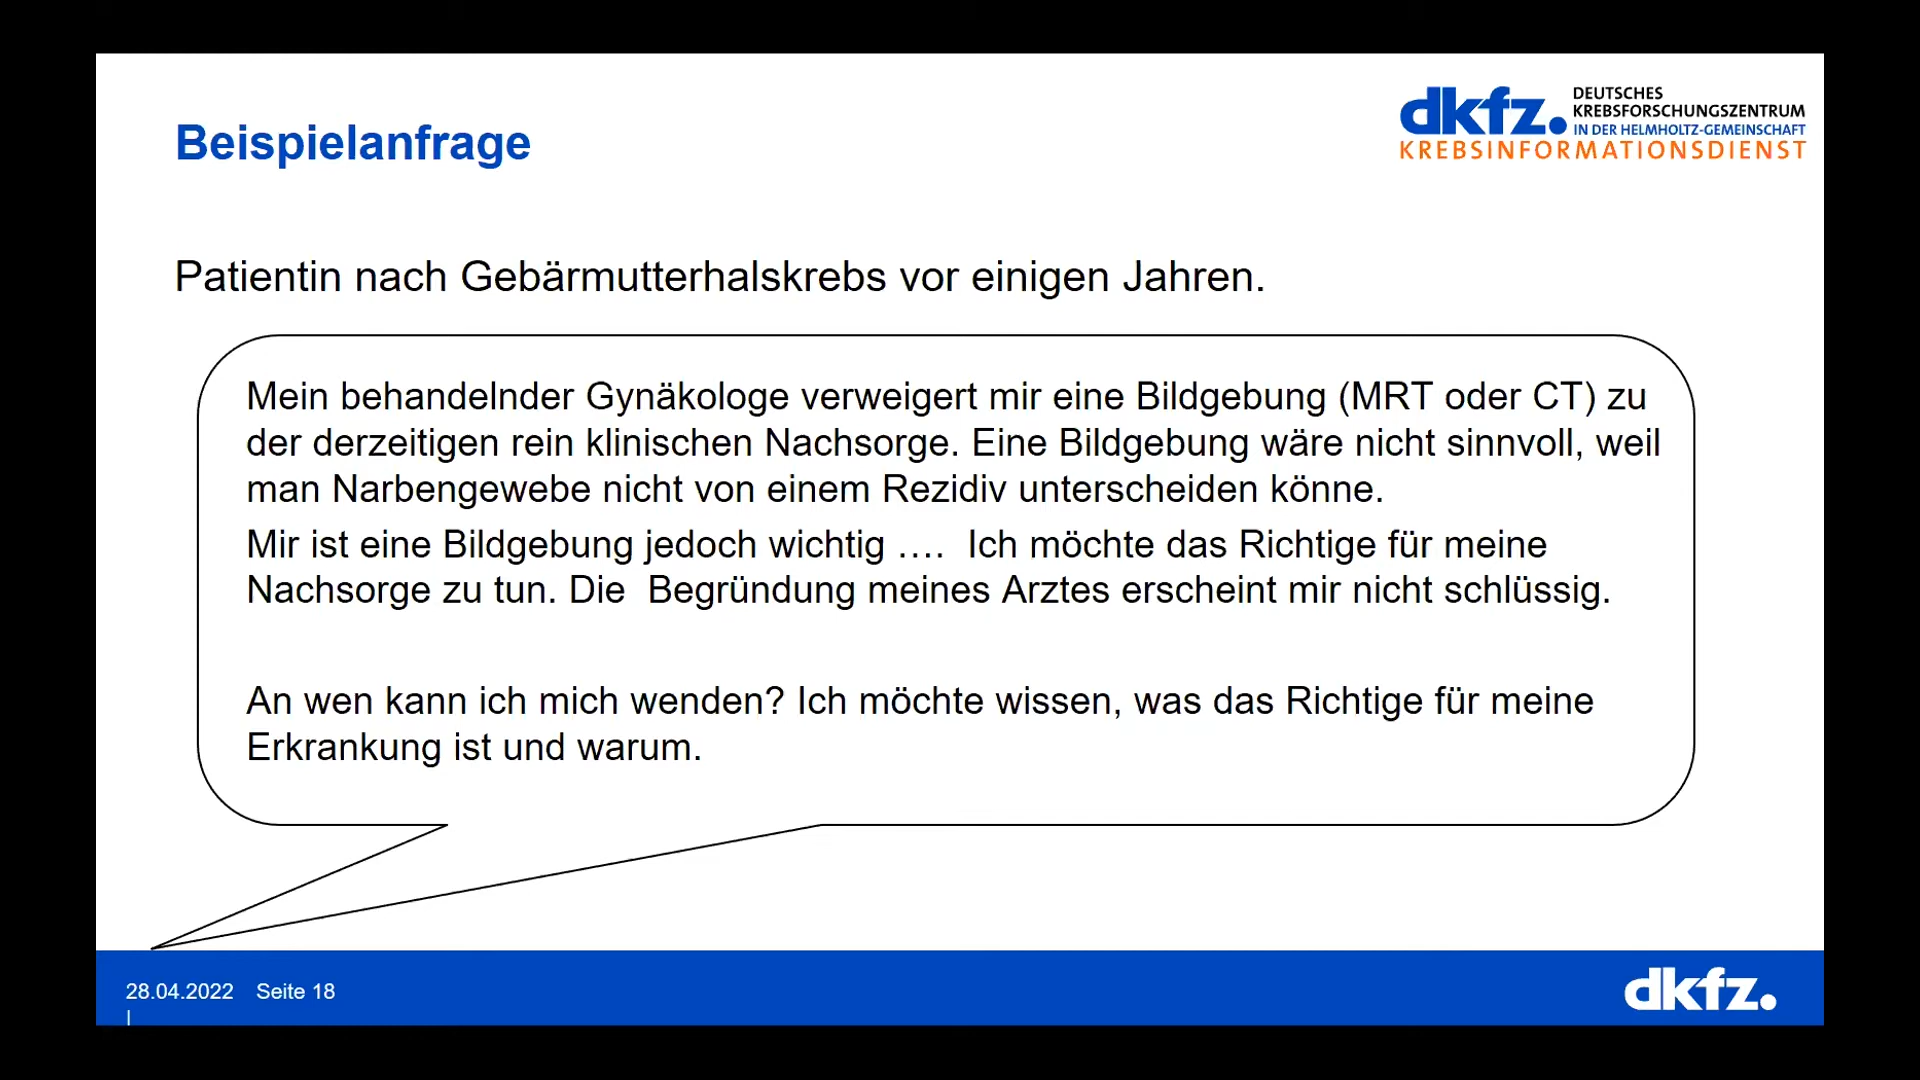 Beispielanfrage
dkfz.
DEUTSCHES
KREBSFORSCHUNGSZENTRUM
IN DER HELMHOLTZ-GEMEINSCHAFT
KREBSINFORMATIONSDIENST
Patientin nach Gebärmutterhalskrebs vor einigen Jahren.
Mein behandelnder Gynäkologe verweigert mir eine Bildgebung (MRT oder CT) zu
der derzeitigen rein klinischen Nachsorge. Eine Bildgebung wäre nicht sinnvoll, weil
man Narbengewebe nicht von einem Rezidiv unterscheiden könne.
Mir ist eine Bildgebung jedoch wichtig ….  Ich möchte das Richtige für meine
Nachsorge zu tun. Die  Begründung meines Arztes erscheint mir nicht schlüssig.
An wen kann ich mich wenden? Ich möchte wissen, was das Richtige für meine
Erkrankung ist und warum.
28.04.2022 Seite 18
|
dkfz.